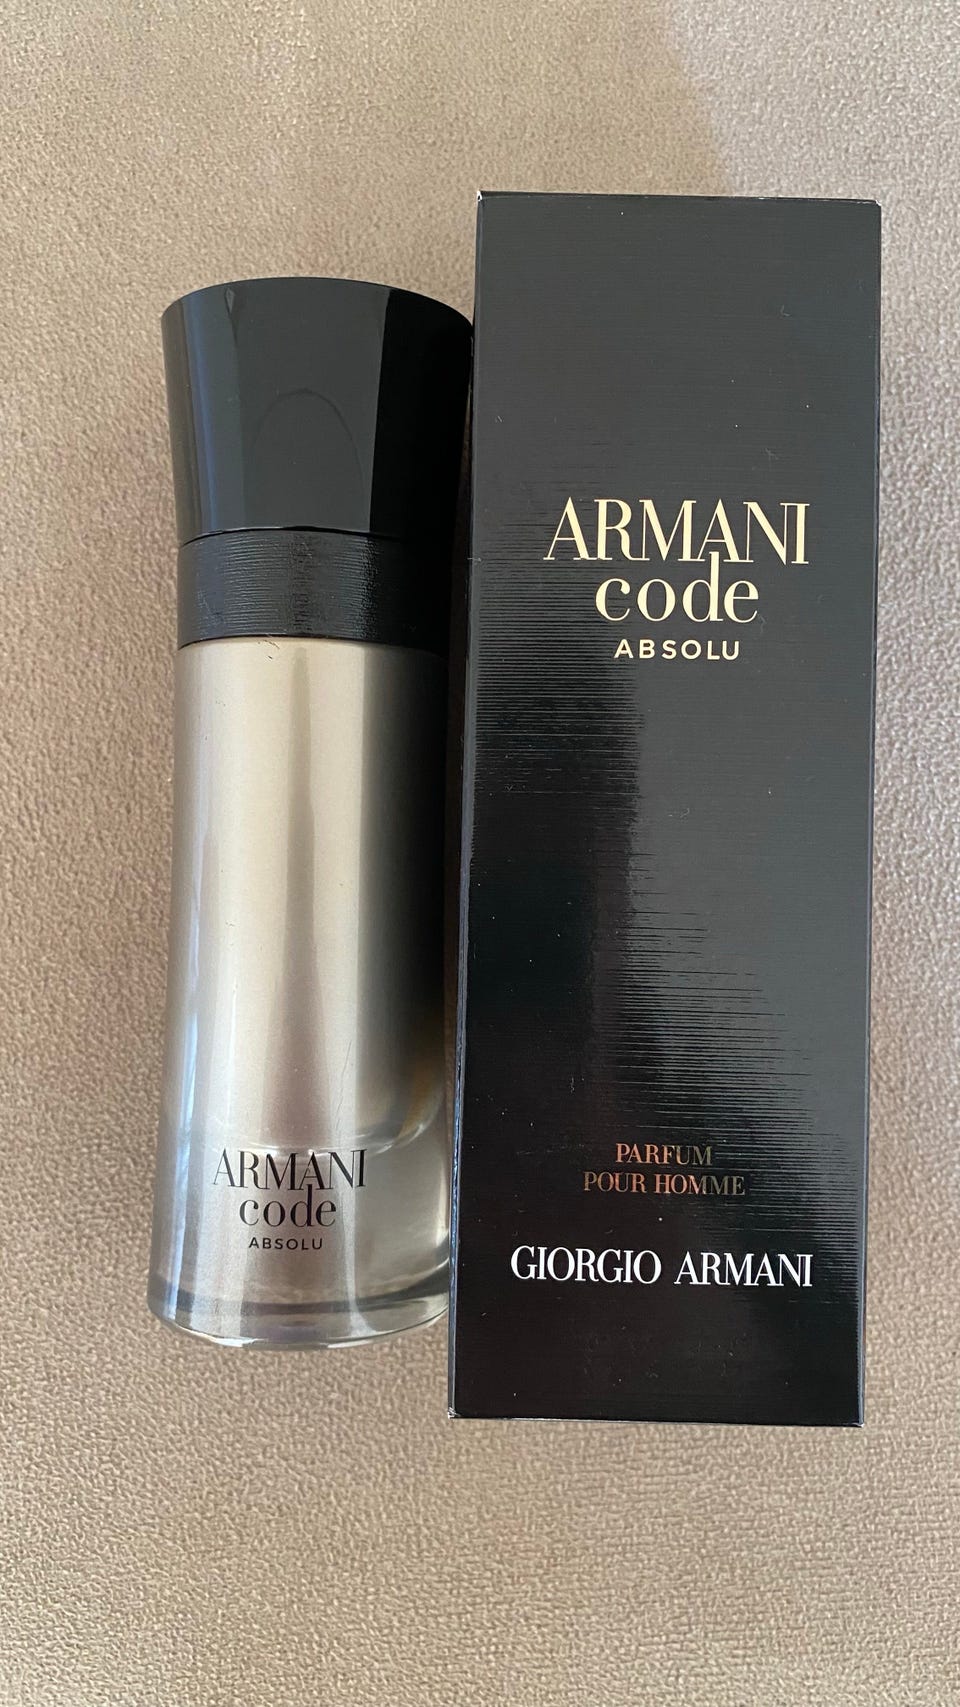 ARMANI
code
ABSOLU
ARMANI
code
ABSOLU
PARFUM
POUR HOMME
GIORGIO ARMANI